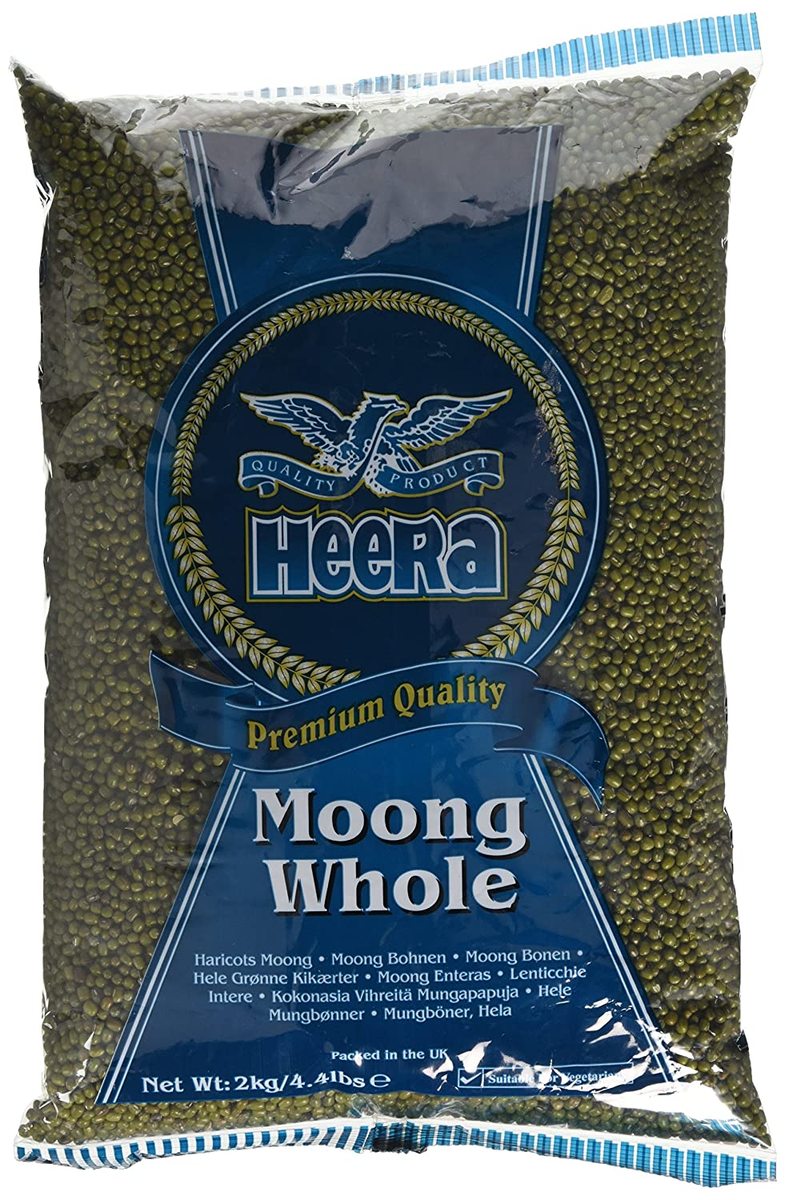 QUALITY PRODUCT
HEERA
Premium Quality
Moong
Whole
Haricots Moong • Moong Bohnen • Moong Bonen •
Hele Grønne Kikærter • Moong Enteras • Lenticchie
Intere • Kokonasia Vihreitä Mungapapuja • Hele
Mungbønner • Mungböner, Hela
Packed in the UK
Net Wt: 2kg/4.4lbs ℮
Suitable for Vegetarians